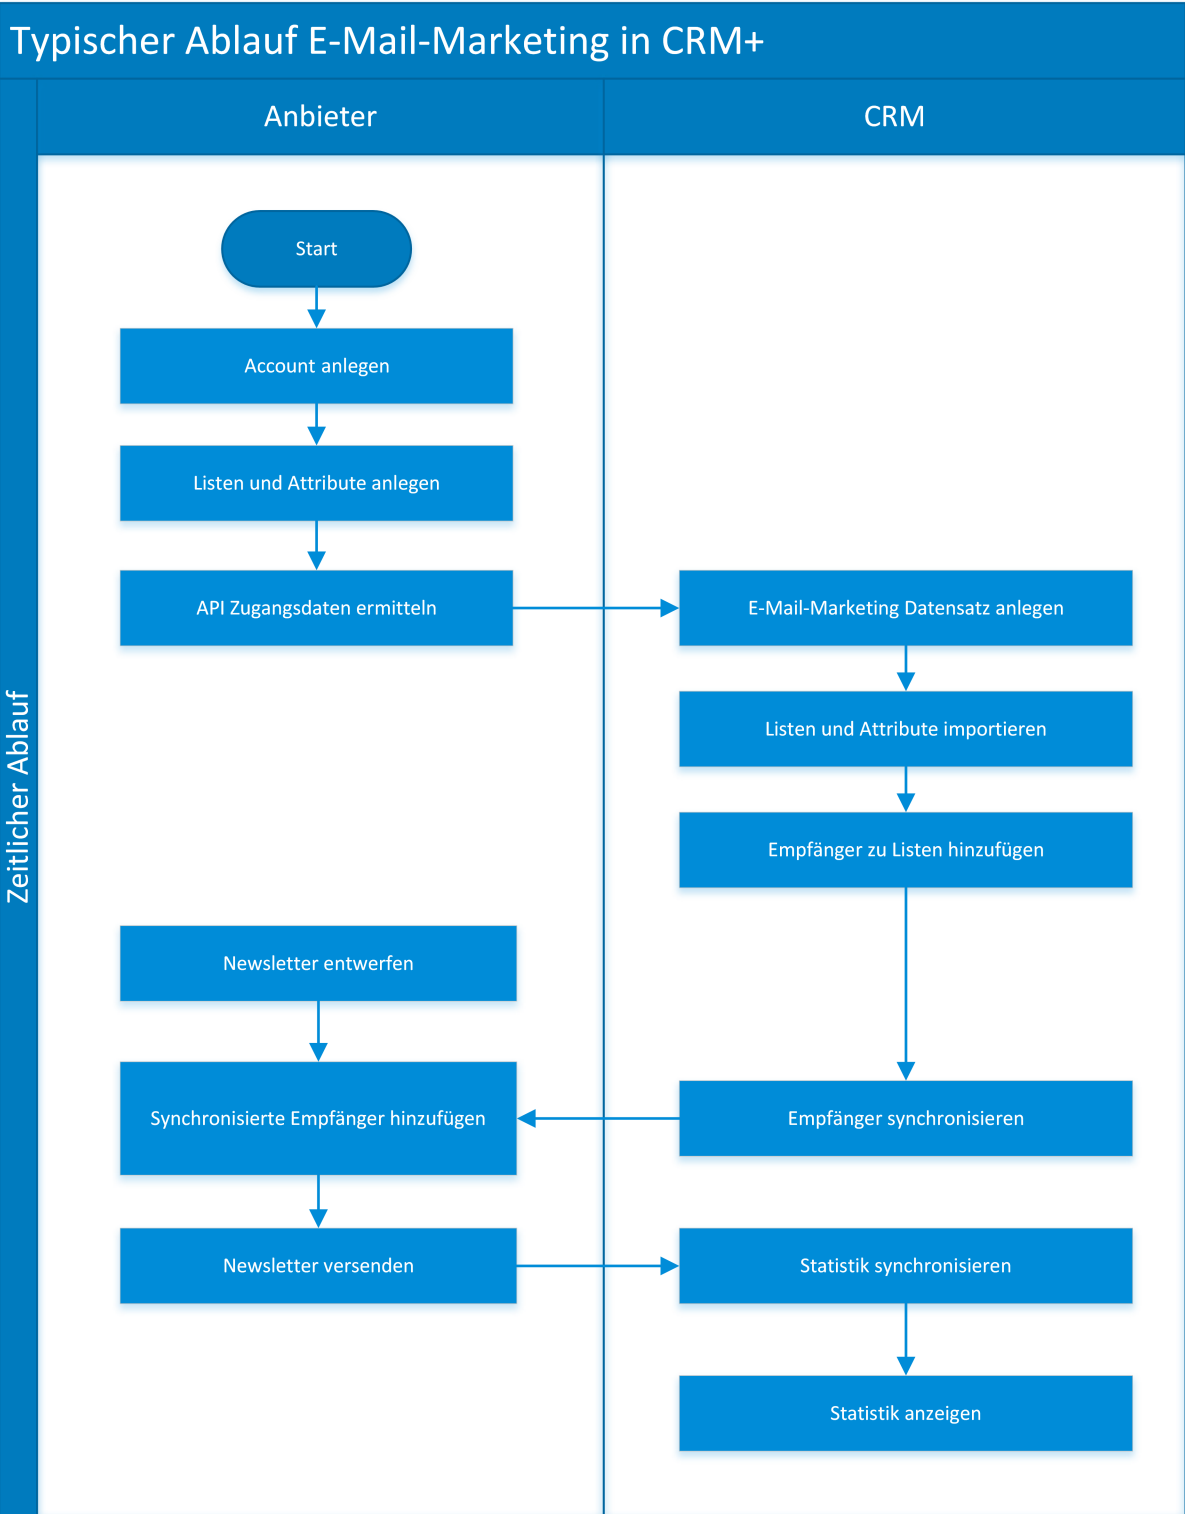 Typischer Ablauf E-Mail-Marketing in CRM+
Anbieter
CRM
Zeitlicher Ablauf
Start
Account anlegen
Listen und Attribute anlegen
API Zugangsdaten ermitteln
E-Mail-Marketing Datensatz anlegen
Listen und Attribute importieren
Empfänger zu Listen hinzufügen
Newsletter entwerfen
Synchronisierte Empfänger hinzufügen
Empfänger synchronisieren
Newsletter versenden
Statistik synchronisieren
Statistik anzeigen